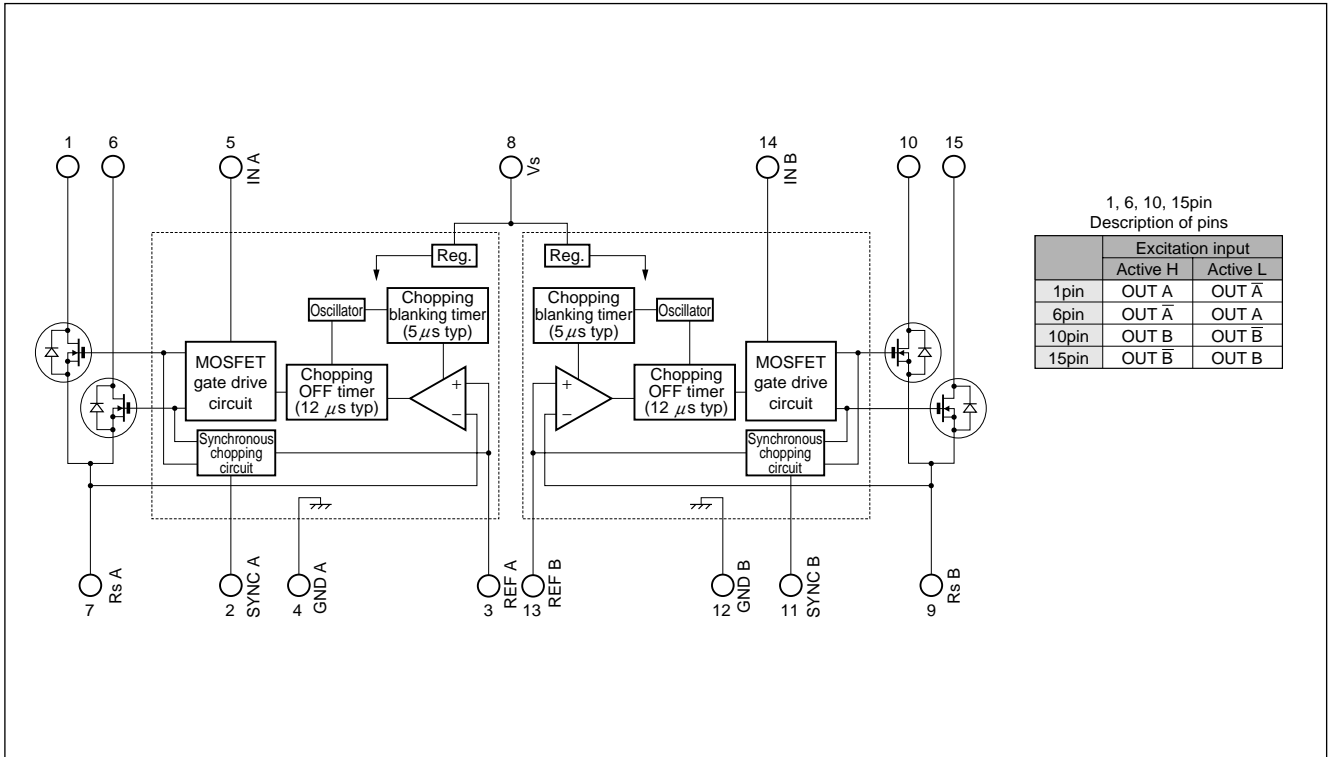 1
6
5
IN A
8
Vs
14
IN B
10
15
Reg.
Reg.
Oscillator
Chopping
blanking timer
(5 μs typ)
Chopping
blanking timer
(5 μs typ)
Oscillator
MOSFET
gate drive
circuit
Chopping
OFF timer
(12 μs typ)
+
−
+
−
Chopping
OFF timer
(12 μs typ)
MOSFET
gate drive
circuit
Synchronous
chopping
circuit
Synchronous
chopping
circuit
7
Rs A
2
SYNC A
4
GND A
3
REF A
13
REF B
12
GND B
11
SYNC B
9
Rs B
1, 6, 10, 15pin
Description of pins
Excitation input
Active H Active L
1pin OUT A OUT A̅
6pin OUT A̅ OUT A
10pin OUT B OUT B̅
15pin OUT B̅ OUT B